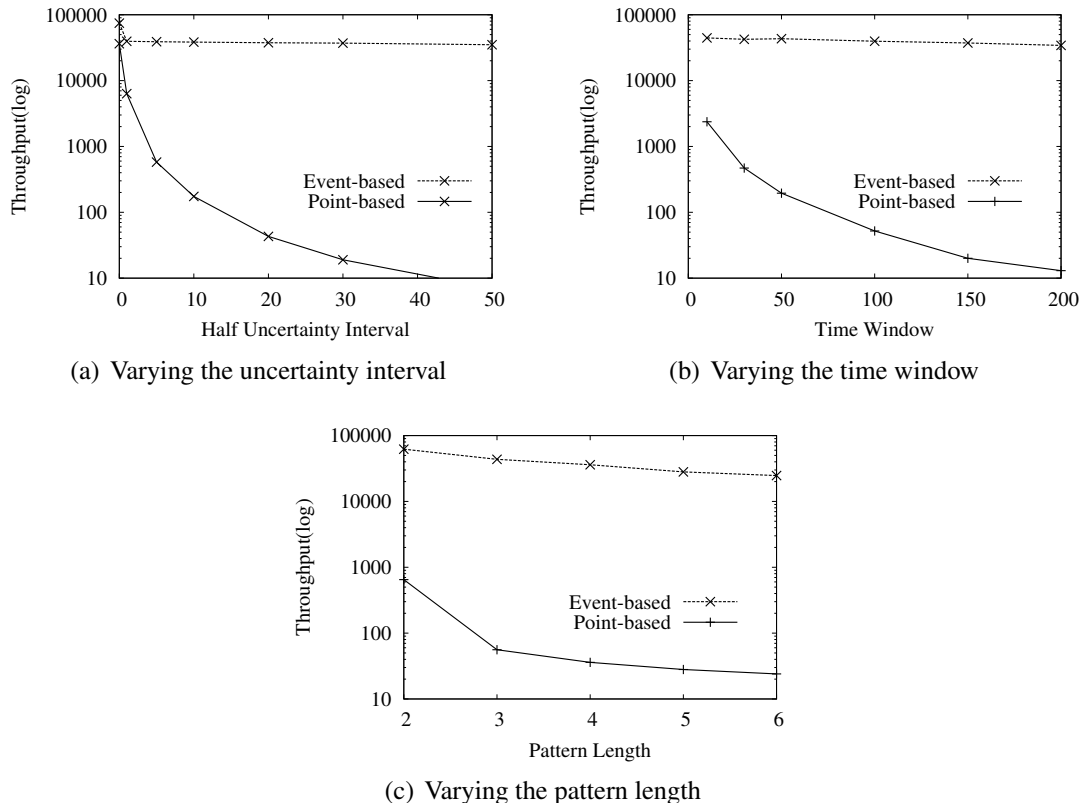 100000
10000
1000
100
10
Throughput(log)
Event-based
Point-based
0 10 20 30 40 50
Half Uncertainty Interval
(a) Varying the uncertainty interval
100000
10000
1000
100
10
Throughput(log)
Event-based
Point-based
0 50 100 150 200
Time Window
(b) Varying the time window
100000
10000
1000
100
10
Throughput(log)
Event-based
Point-based
2 3 4 5 6
Pattern Length
(c) Varying the pattern length